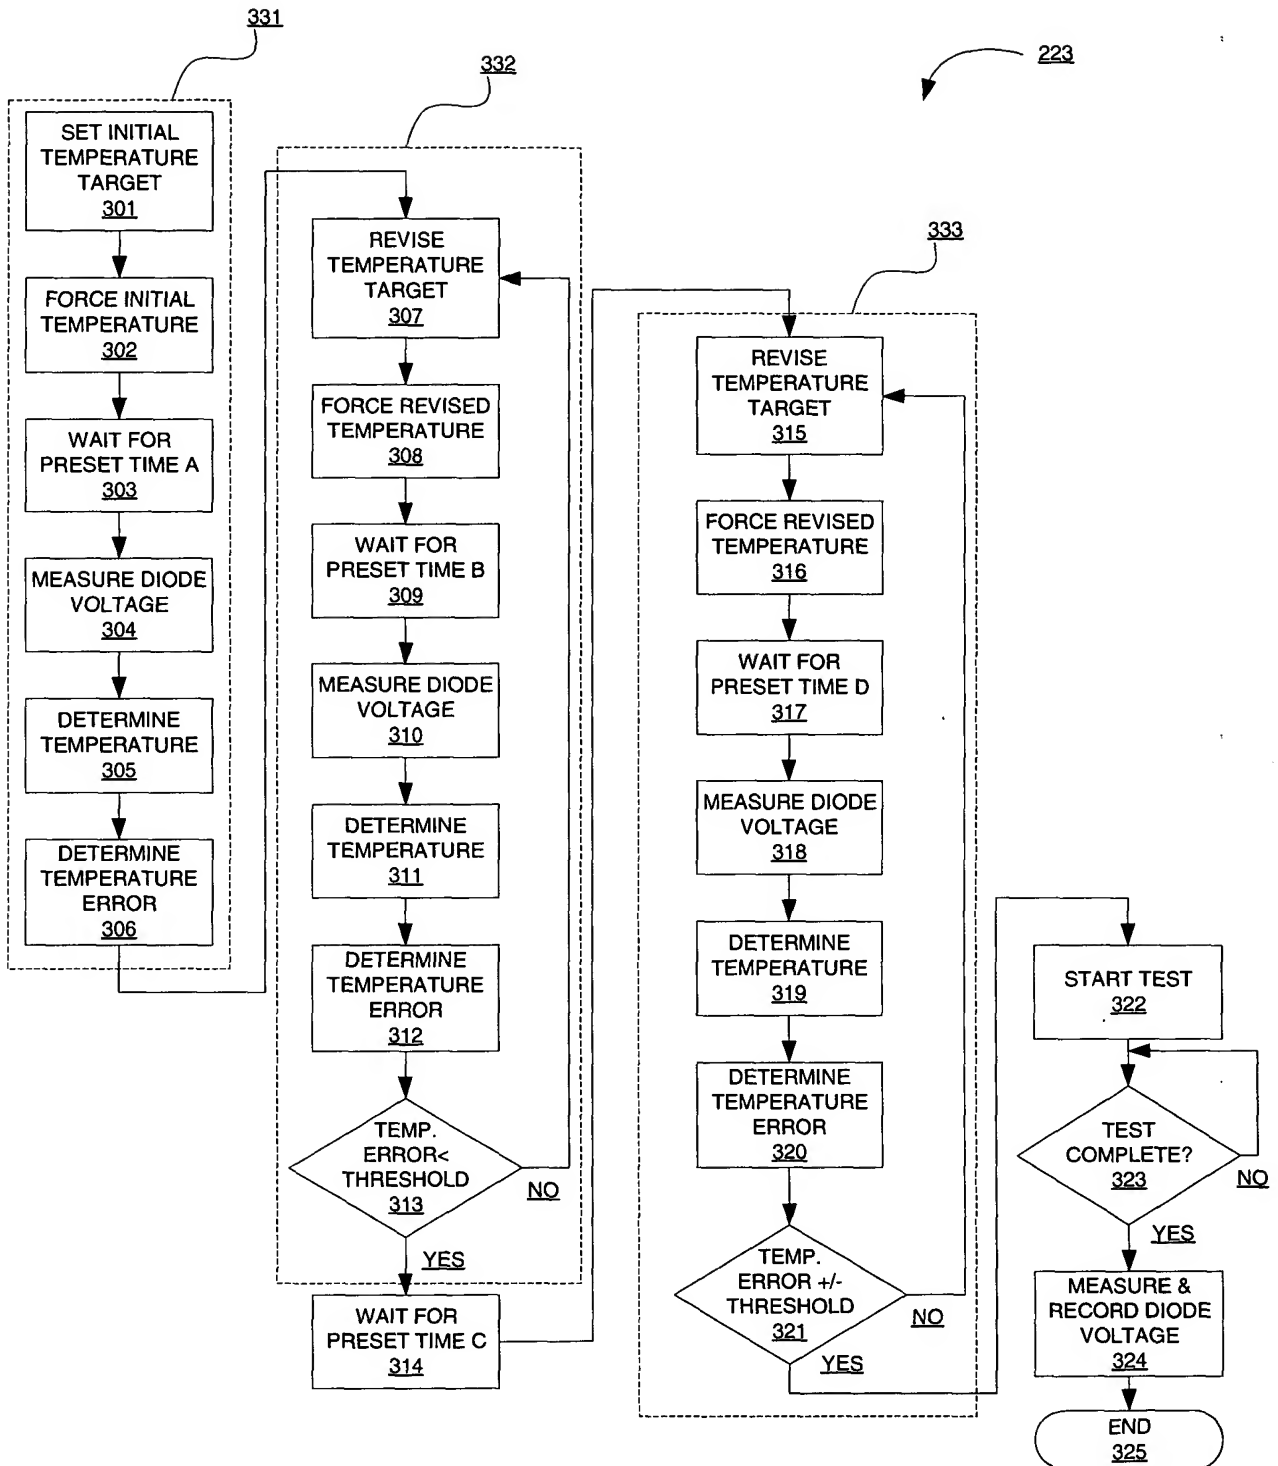 331
SET INITIAL
TEMPERATURE
TARGET
301
FORCE INITIAL
TEMPERATURE
302
WAIT FOR
PRESET TIME A
303
MEASURE DIODE
VOLTAGE
304
DETERMINE
TEMPERATURE
305
DETERMINE
TEMPERATURE
ERROR
306
332
REVISE
TEMPERATURE
TARGET
307
FORCE REVISED
TEMPERATURE
308
WAIT FOR
PRESET TIME B
309
MEASURE DIODE
VOLTAGE
310
DETERMINE
TEMPERATURE
311
DETERMINE
TEMPERATURE
ERROR
312
TEMP.
ERROR<
THRESHOLD
313
NO
YES
WAIT FOR
PRESET TIME C
314
223
333
REVISE
TEMPERATURE
TARGET
315
FORCE REVISED
TEMPERATURE
316
WAIT FOR
PRESET TIME D
317
MEASURE DIODE
VOLTAGE
318
DETERMINE
TEMPERATURE
319
DETERMINE
TEMPERATURE
ERROR
320
TEMP.
ERROR +/-
THRESHOLD
321
NO
YES
START TEST
322
TEST
COMPLETE?
323
NO
YES
MEASURE &
RECORD DIODE
VOLTAGE
324
END
325